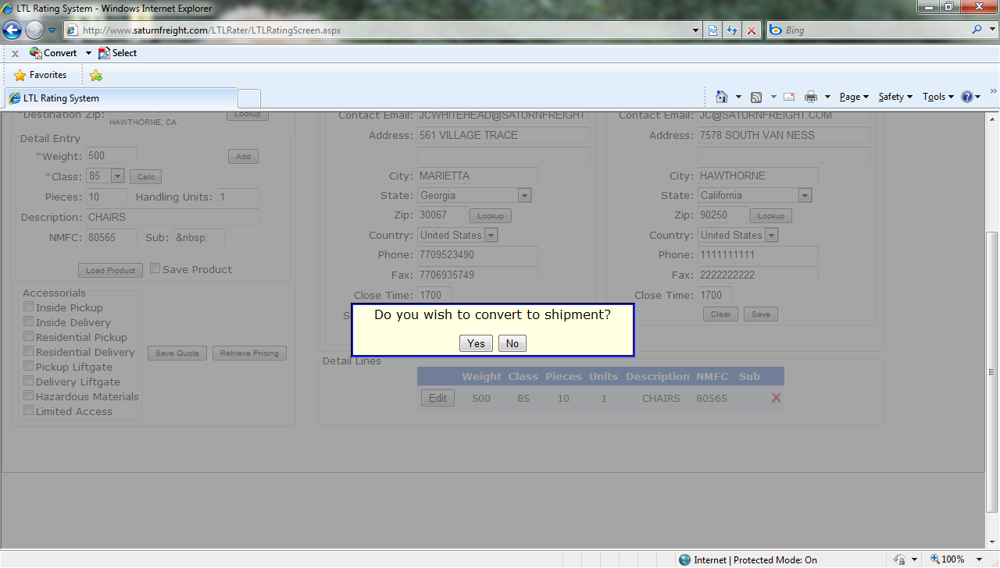 LTL Rating System - Windows Internet Explorer
http://www.saturnfreight.com/LTLRater/LTLRatingScreen.aspx
Bing
x Convert Select
Favorites
LTL Rating System
Page Safety Tools »
*Destination Zip: Lookup
HAWTHORNE, CA
Detail Entry
*Weight: 500 Add
*Class: 85 Calc
Pieces: 10 Handling Units: 1
Description: CHAIRS
NMFC: 80565 Sub: &nbsp;
Load Product Save Product
Accessorials
Inside Pickup
Inside Delivery
Residential Pickup
Residential Delivery
Pickup Liftgate
Delivery Liftgate
Hazardous Materials
Limited Access
Save Quote Retrieve Pricing
Contact Email: JCWHITEHEAD@SATURNFREIGHT.
Address: 561 VILLAGE TRACE
City: MARIETTA
State: Georgia
Zip: 30067 Lookup
Country: United States
Phone: 7709523490
Fax: 7706935749
Close Time: 1700
Contact Email: JC@SATURNFREIGHT.COM
Address: 7578 SOUTH VAN NESS
City: HAWTHORNE
State: California
Zip: 90250 Lookup
Country: United States
Phone: 1111111111
Fax: 2222222222
Close Time: 1700
Clear Save
Do you wish to convert to shipment?
Yes No
Detail Lines
Weight Class Pieces Units Description NMFC Sub
Edit 500 85 10 1 CHAIRS 80565 X
Internet | Protected Mode: On 100%